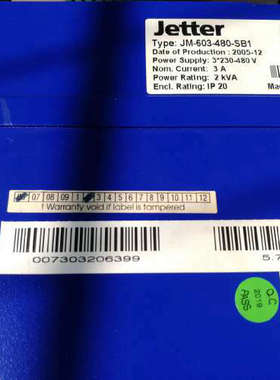 Jetter
Type: JM-603-480-SB1
Date of Production : 2005-12
Power Supply: 3*230-480 V
Nom. Current: 3 A
Power Rating: 2 kVA
Encl. Rating: IP 20
07 08 09 1 3 4 5 6 7 8 9 10 11 12
! Warranty void if label is tampered
007303206399
5.7
Q.C
2019
PASS